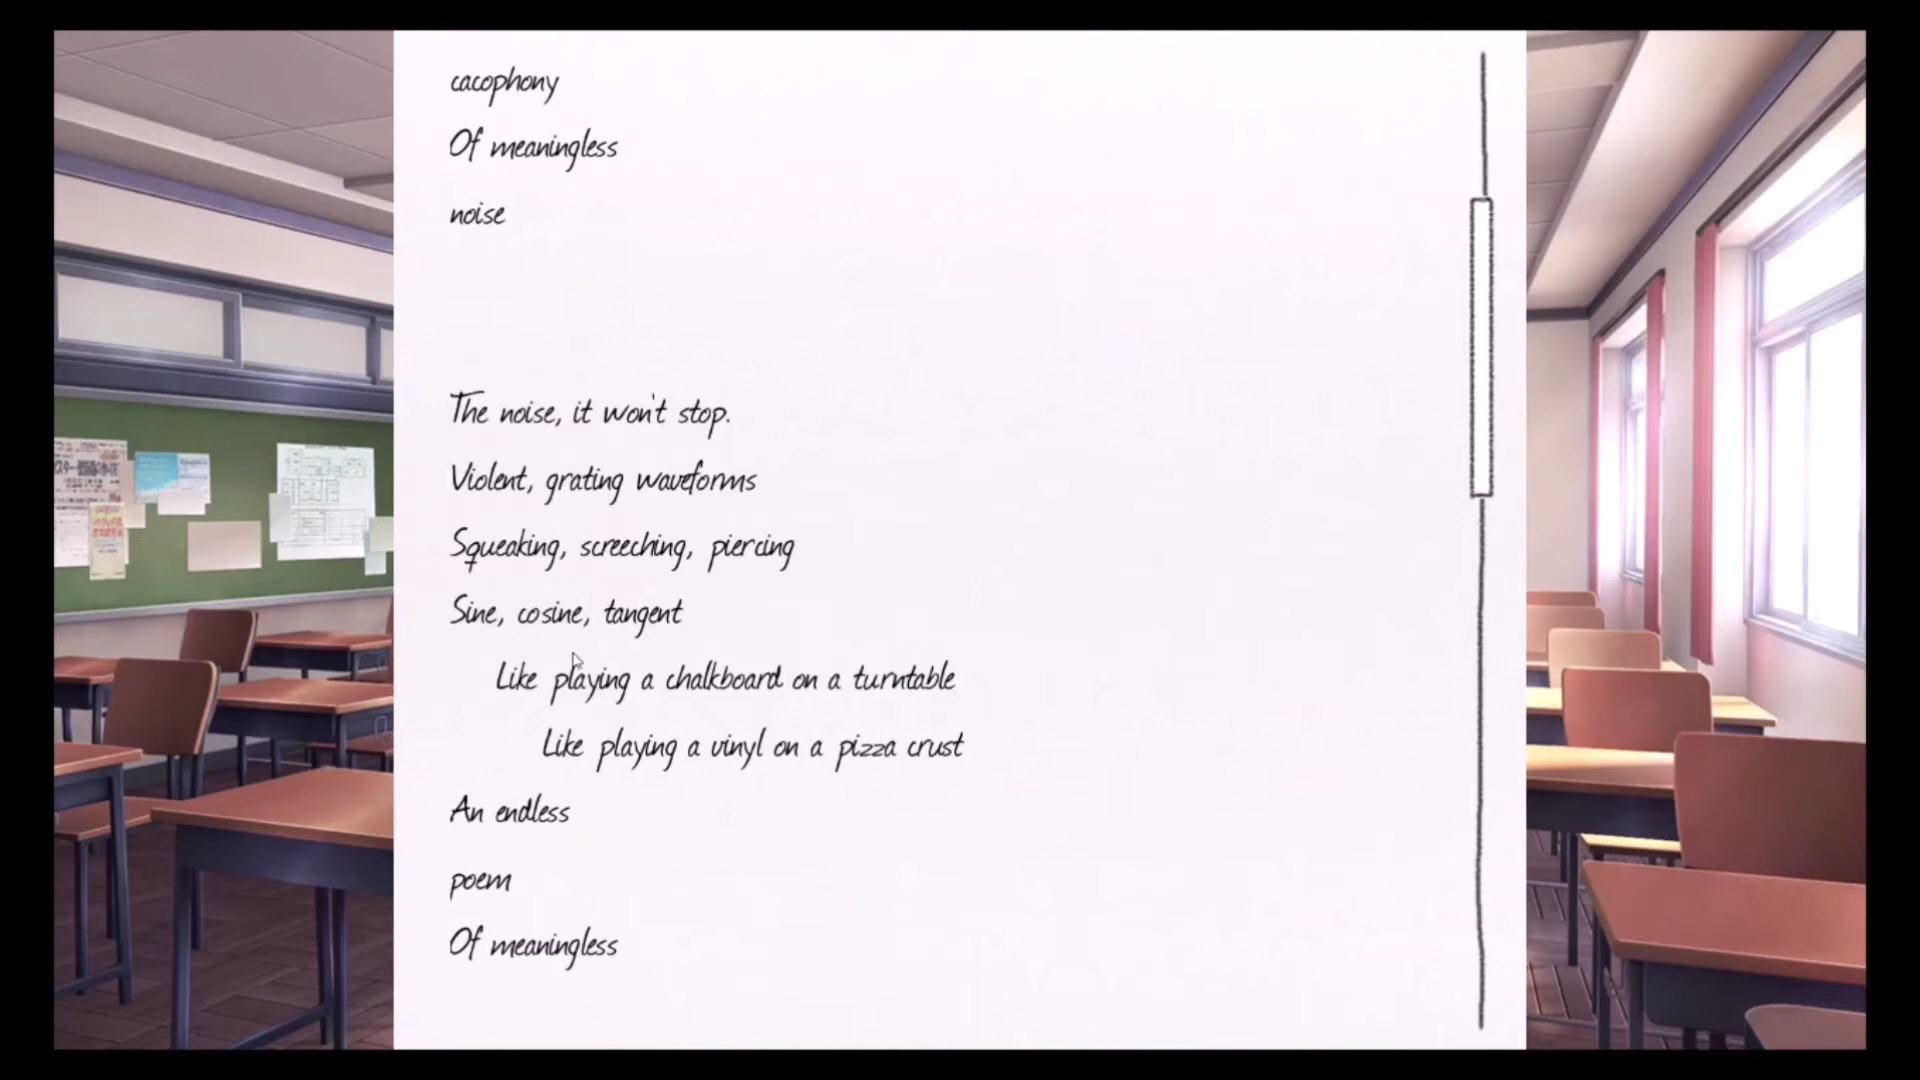 cacophony
Of meaningless
noise
The noise, it won't stop.
Violent, grating waveforms
Squeaking, screeching, piercing
Sine, cosine, tangent
Like playing a chalkboard on a turntable
Like playing a vinyl on a pizza crust
An endless
poem
Of meaningless